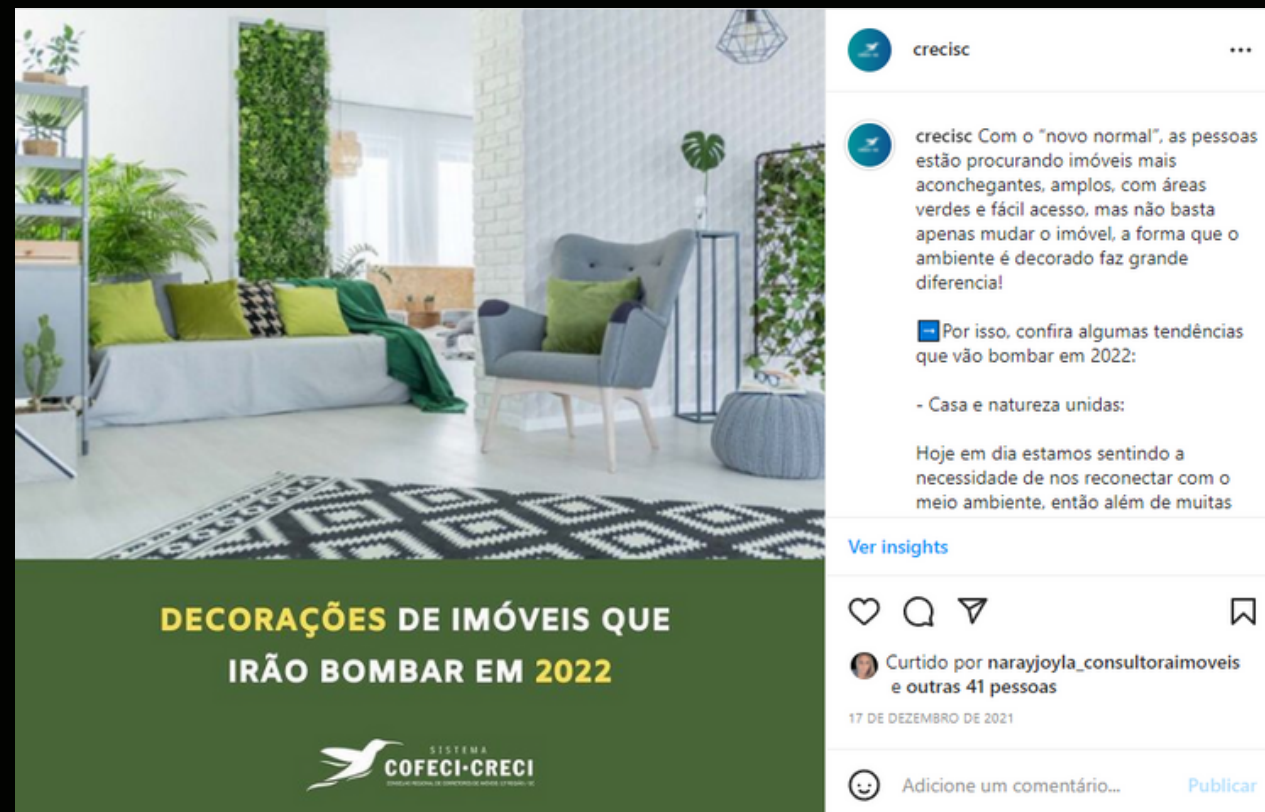 DECORAÇÕES DE IMÓVEIS QUE
IRÃO BOMBAR EM 2022
SISTEMA
COFECI-CRECI
crecisc
crecisc Com o “novo normal”, as pessoas
estão procurando imóveis mais
aconchegantes, amplos, com áreas
verdes e fácil acesso, mas não basta
apenas mudar o imóvel, a forma que o
ambiente é decorado faz grande
diferencia!
Por isso, confira algumas tendências
que vão bombar em 2022:
- Casa e natureza unidas:
Hoje em dia estamos sentindo a
necessidade de nos reconectar com o
meio ambiente, então além de muitas
Ver insights
Curtido por narayjoyla_consultoraimoveis
e outras 41 pessoas
17 DE DEZEMBRO DE 2021
Adicione um comentário... Publicar